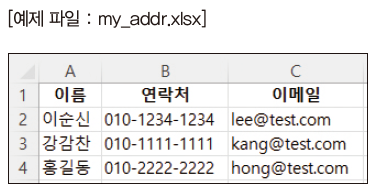 [예제 파일 : my_addr.xlsx]
A B C
1 이름 연락처 이메일
2 이순신 010-1234-1234 lee@test.com
3 강감찬 010-1111-1111 kang@test.com
4 홍길동 010-2222-2222 hong@test.com